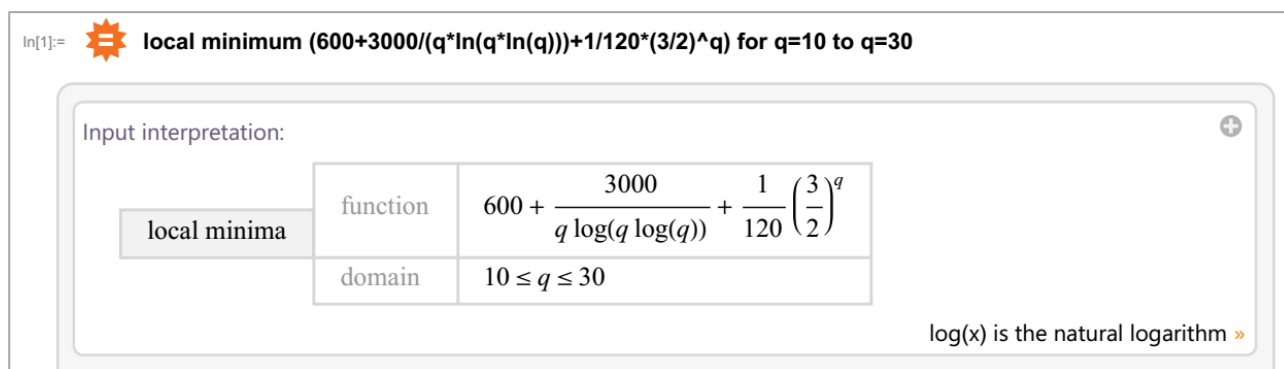 In[1]:= local minimum (600+3000/(q*ln(q*ln(q)))+1/120*(3/2)^q) for q=10 to q=30
Input interpretation:
local minima
function 600 + 3000 / (q log(q log(q))) + 1/120 (3/2)^q
domain 10 ≤ q ≤ 30
log(x) is the natural logarithm »